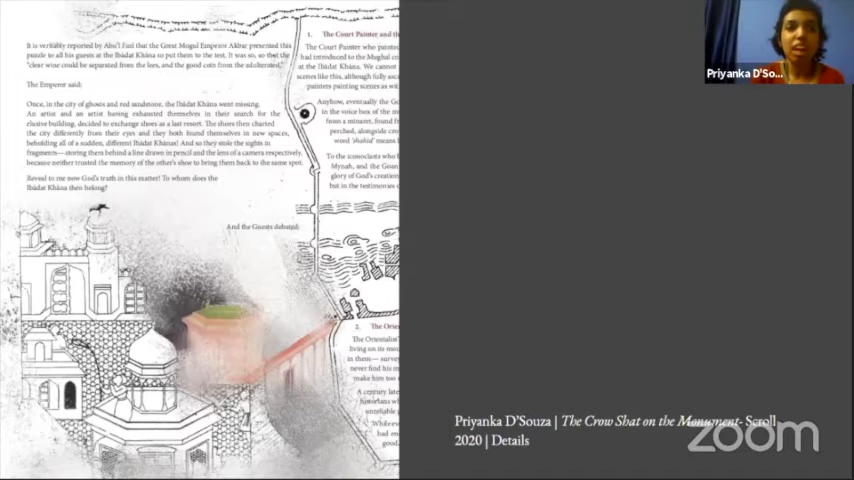 It is veritably reported by Abu'l Fazl that the Great Mogul Emperor Akbar presented this
puzzle to all his guests at the Ibādat Khāna to put them to the test. It was so, so that the
"clear wine could be separated from the lees, and the good coin from the adulterated,"
The Emperor said:
Once, in the city of ghosts and red sandstone, the Ibādat Khāna went missing.
An artist and an artist having exhausted themselves in their search for the
elusive building, decided to exchange shoes as a last resort. The shoes then charted
the city differently from their eyes and they both found themselves in new spaces,
beholding all of a sudden, different Ibādat Khānas! And so they stole the sights in
fragments—storing them behind a line drawn in pencil and the lens of a camera respectively,
because neither trusted the memory of the other's shoe to bring them back to the same spot.
Reveal to me now God's truth in this matter! To whom does the
Ibādat Khāna then belong?
And the Guests debated:
1. The Court Painter and th
The Court Painter who painte
had introduced to the Mughal co
at the Ibādat Khāna. We cannot
scenes like this, although fully asc
painters painting scenes as wit
Anyhow, eventually the Go
in the voice box of the m
from a minaret, found fr
perched, alongside cro
word 'shahid' means
To the iconoclasts who
Mynah, and the Goan
glory of God's creation
but in the testimonies o
2. The Orie
The Orientalist'
living on its mo
in them— survey
never find his m
make him too
A century late
historians wh
unreliable
Whereve
had en
good.
Priyanka D'Souza | The Crow Shat on the Monument- Scroll
2020 | Details
Priyanka D'So...
zoom